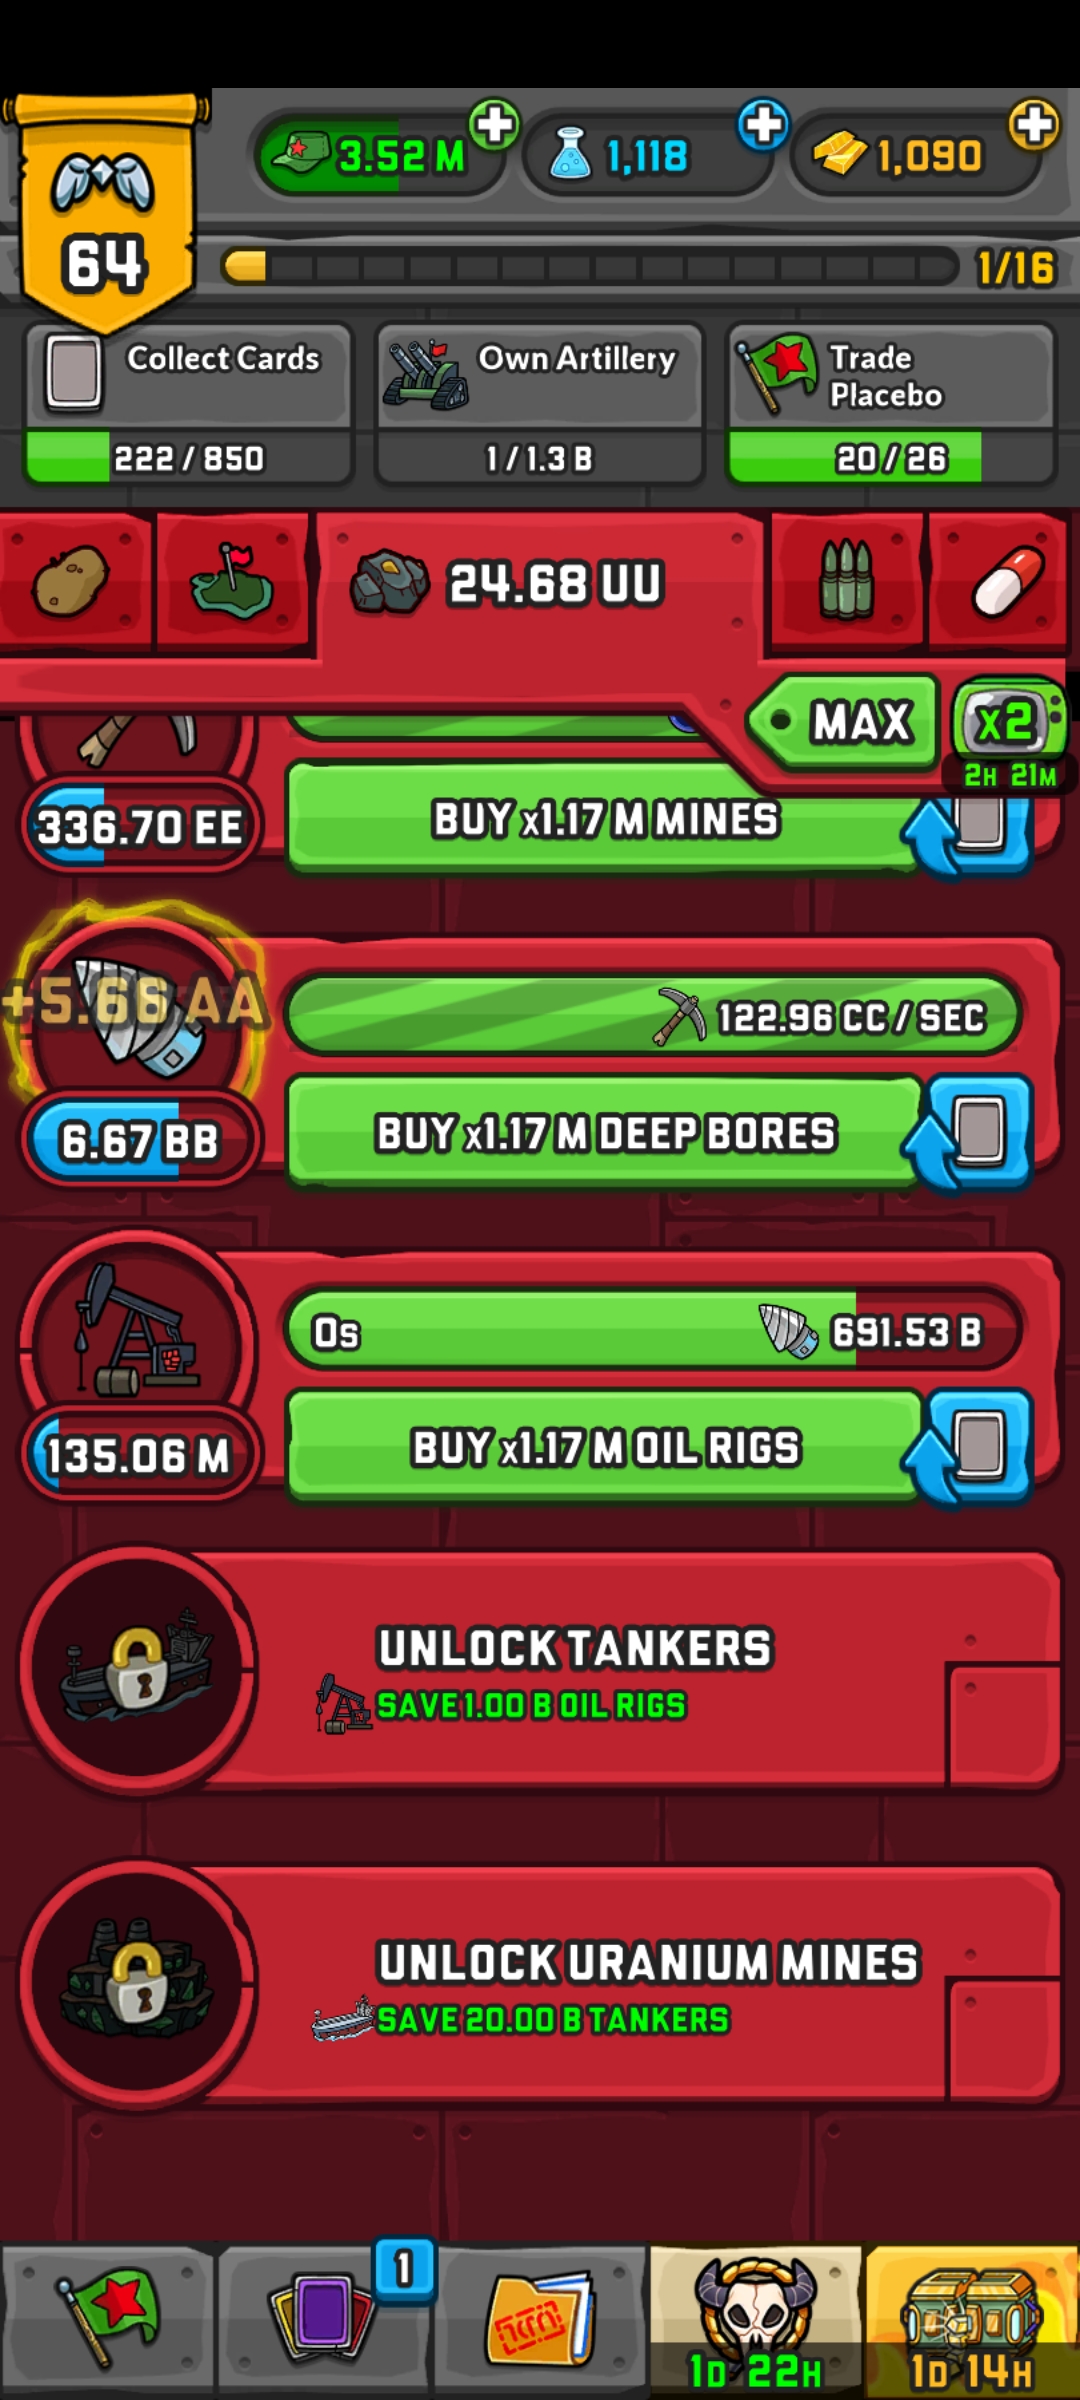 3.52 M
1,118
1,090
64
1/16
Collect Cards
222 / 850
Own Artillery
1 / 1.3 B
Trade
Placebo
20 / 26
24.68 UU
MAX
x2
2H 21M
336.70 EE
BUY x1.17 M MINES
+5.66 AA
122.96 CC / SEC
6.67 BB
BUY x1.17 M DEEP BORES
0s
691.53 B
135.06 M
BUY x1.17 M OIL RIGS
UNLOCK TANKERS
SAVE 1.00 B OIL RIGS
UNLOCK URANIUM MINES
SAVE 20.00 B TANKERS
1
1D 22H
1D 14H